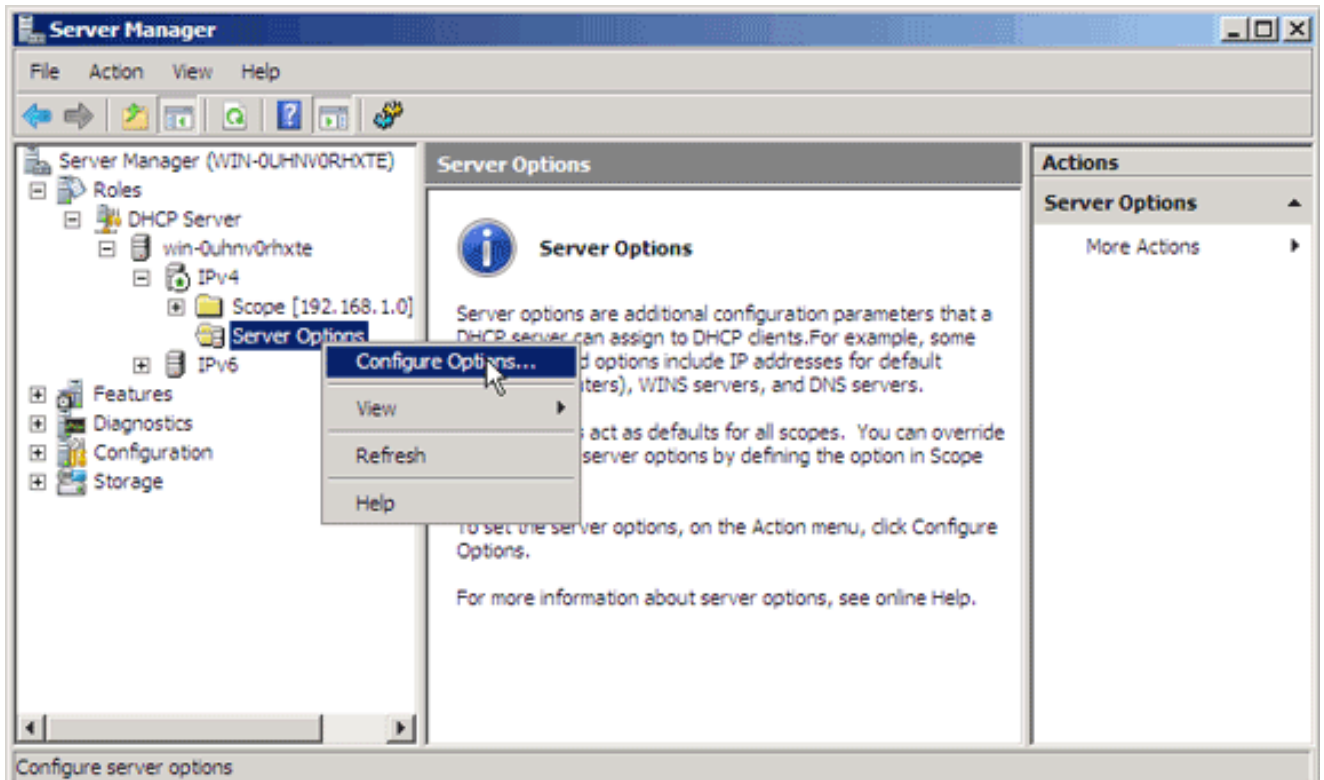 Server Manager
File Action View Help
Server Manager (WIN-0UHNV0RHXTE)
Roles
DHCP Server
win-0uhnv0rhxte
IPv4
Scope [192.168.1.0]
Server Options
IPv6
Features
Diagnostics
Configuration
Storage
Configure Options...
View
Refresh
Help
Server Options
Server Options
Server options are additional configuration parameters that a
DHCP server can assign to DHCP clients.For example, some
options include IP addresses for default
WINS servers, and DNS servers.
act as defaults for all scopes. You can override
server options by defining the option in Scope
To set the server options, on the Action menu, click Configure
Options.
For more information about server options, see online Help.
Actions
Server Options
More Actions
Configure server options